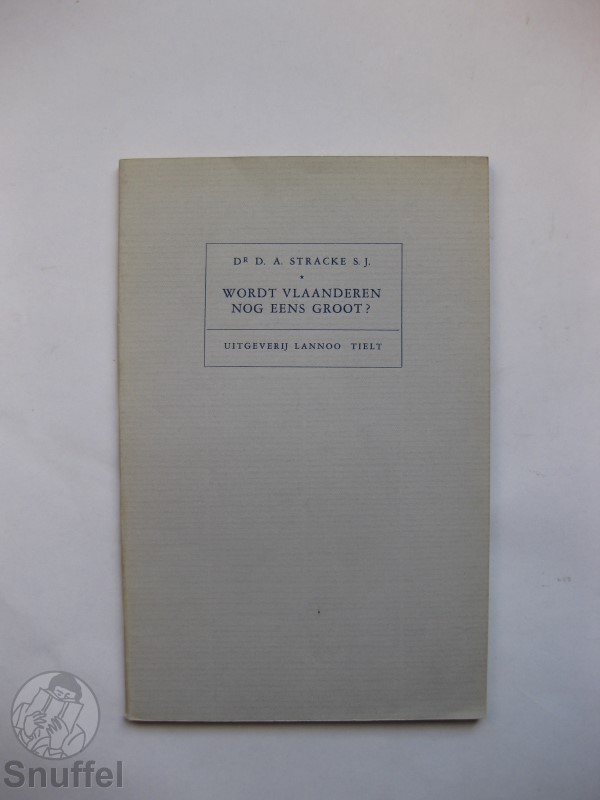 Dr D. A. STRACKE S. J.
*
WORDT VLAANDEREN
NOG EENS GROOT?
UITGEVERIJ LANNOO TIELT
Snuffel